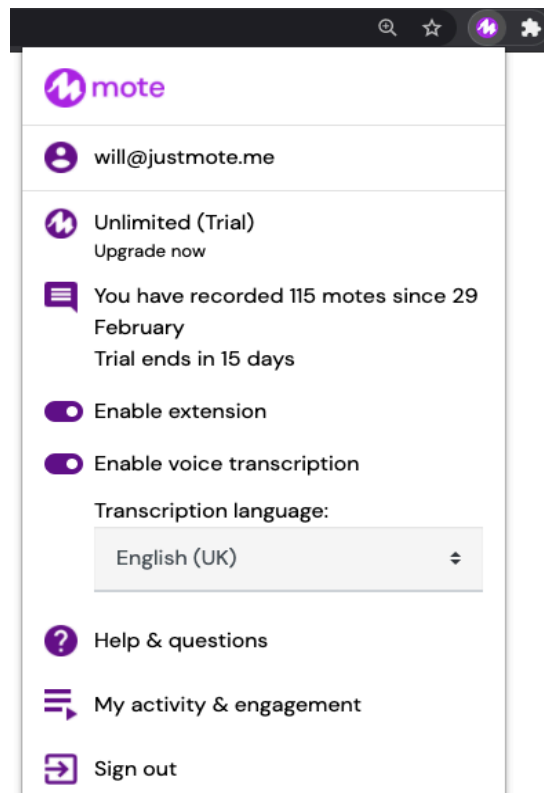 mote
will@justmote.me
Unlimited (Trial)
Upgrade now
You have recorded 115 motes since 29
February
Trial ends in 15 days
Enable extension
Enable voice transcription
Transcription language:
English (UK)
Help & questions
My activity & engagement
Sign out